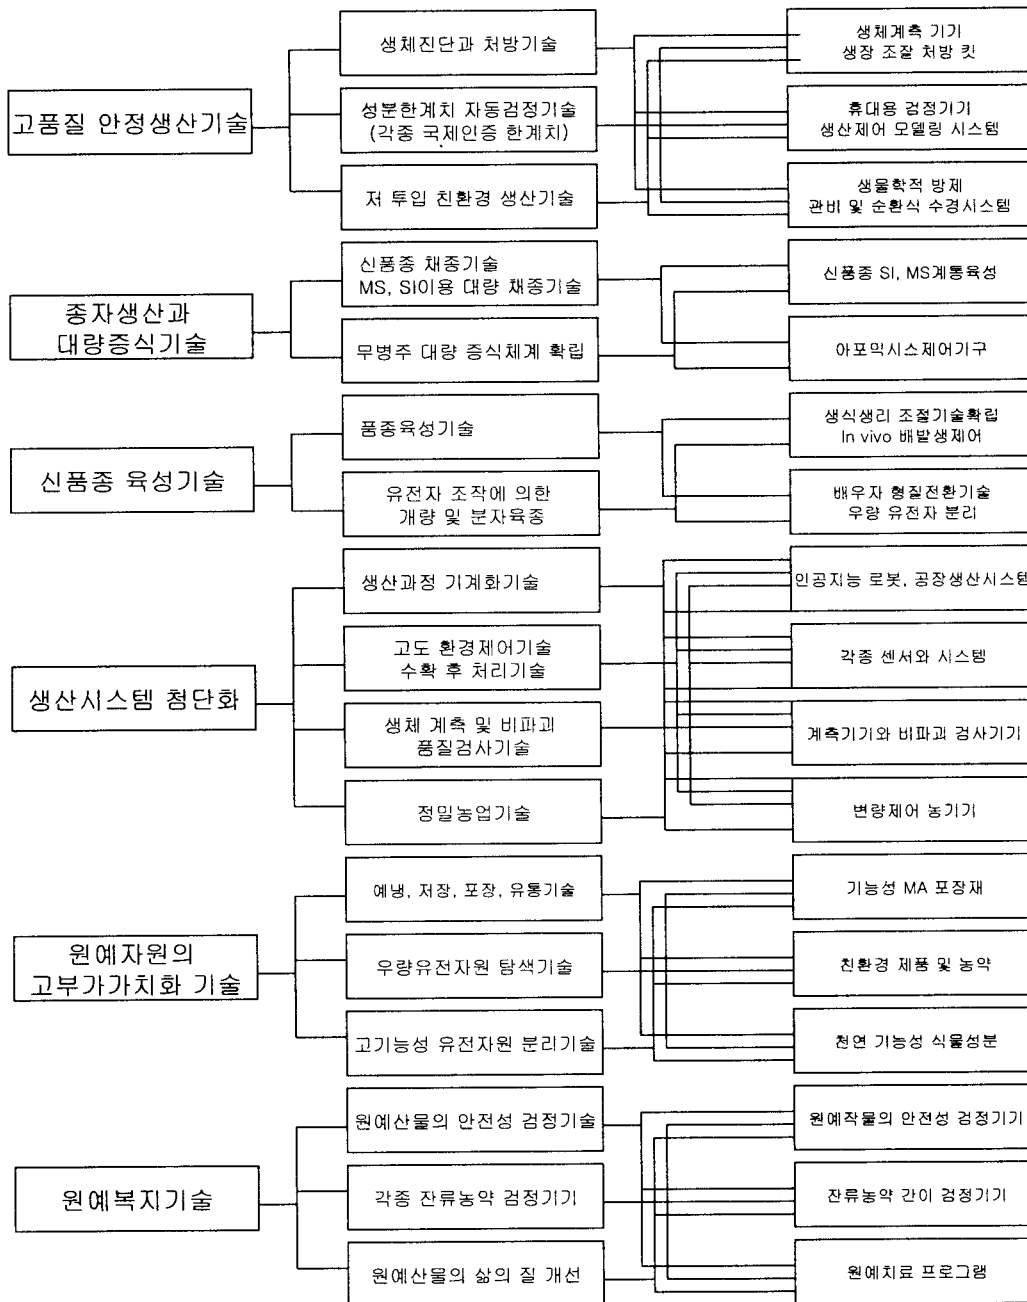 고품질 안정생산기술
생체진단과 처방기술
성분한계치 자동검정기술
(각종 국제인증 한계치)
저 투입 친환경 생산기술
생체계측 기기
생장 조잘 처방 킷
휴대용 검정기기
생산제어 모델링 시스템
생물학적 방제
관비 및 순환식 수경시스템
종자생산과
대량증식기술
신품종 채종기술
MS, SI이용 대량 채종기술
무병주 대량 증식체계 확립
신품종 SI, MS계통육성
아포믹시스제어기구
신품종 육성기술
품종육성기술
유전자 조작에 의한
개량 및 분자육종
생식생리 조절기술확립
In vivo 배발생제어
배우자 형질전환기술
우량 유전자 분리
생산시스템 첨단화
생산과정 기계화기술
고도 환경제어기술
수확 후 처리기술
생체 계측 및 비파괴
품질검사기술
정밀농업기술
인공지능 로봇, 공장생산시스템
각종 센서와 시스템
계측기기와 비파괴 검사기기
변량제어 농기기
원예자원의
고부가가치화 기술
예냉, 저장, 포장, 유통기술
우량유전자원 탐색기술
고기능성 유전자원 분리기술
기능성 MA 포장재
친환경 제품 및 농약
천연 기능성 식물성분
원예복지기술
원예산물의 안전성 검정기술
각종 잔류농약 검정기기
원예산물의 삶의 질 개선
원예작물의 안전성 검정기기
잔류농약 간이 검정기기
원예치료 프로그램